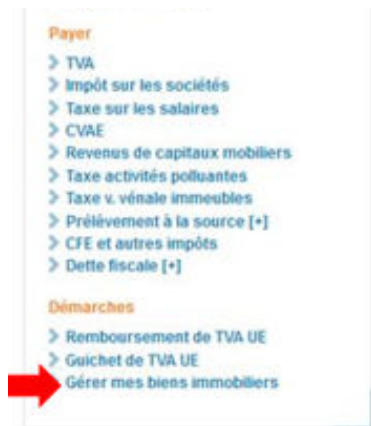 Payer
TVA
Impôt sur les sociétés
Taxe sur les salaires
CVAE
Revenus de capitaux mobiliers
Taxe activités polluantes
Taxe v. vénale immeubles
Prélèvement à la source [+]
CFE et autres impôts
Dette fiscale [+]
Démarches
Remboursement de TVA UE
Guichet de TVA UE
Gérer mes biens immobiliers